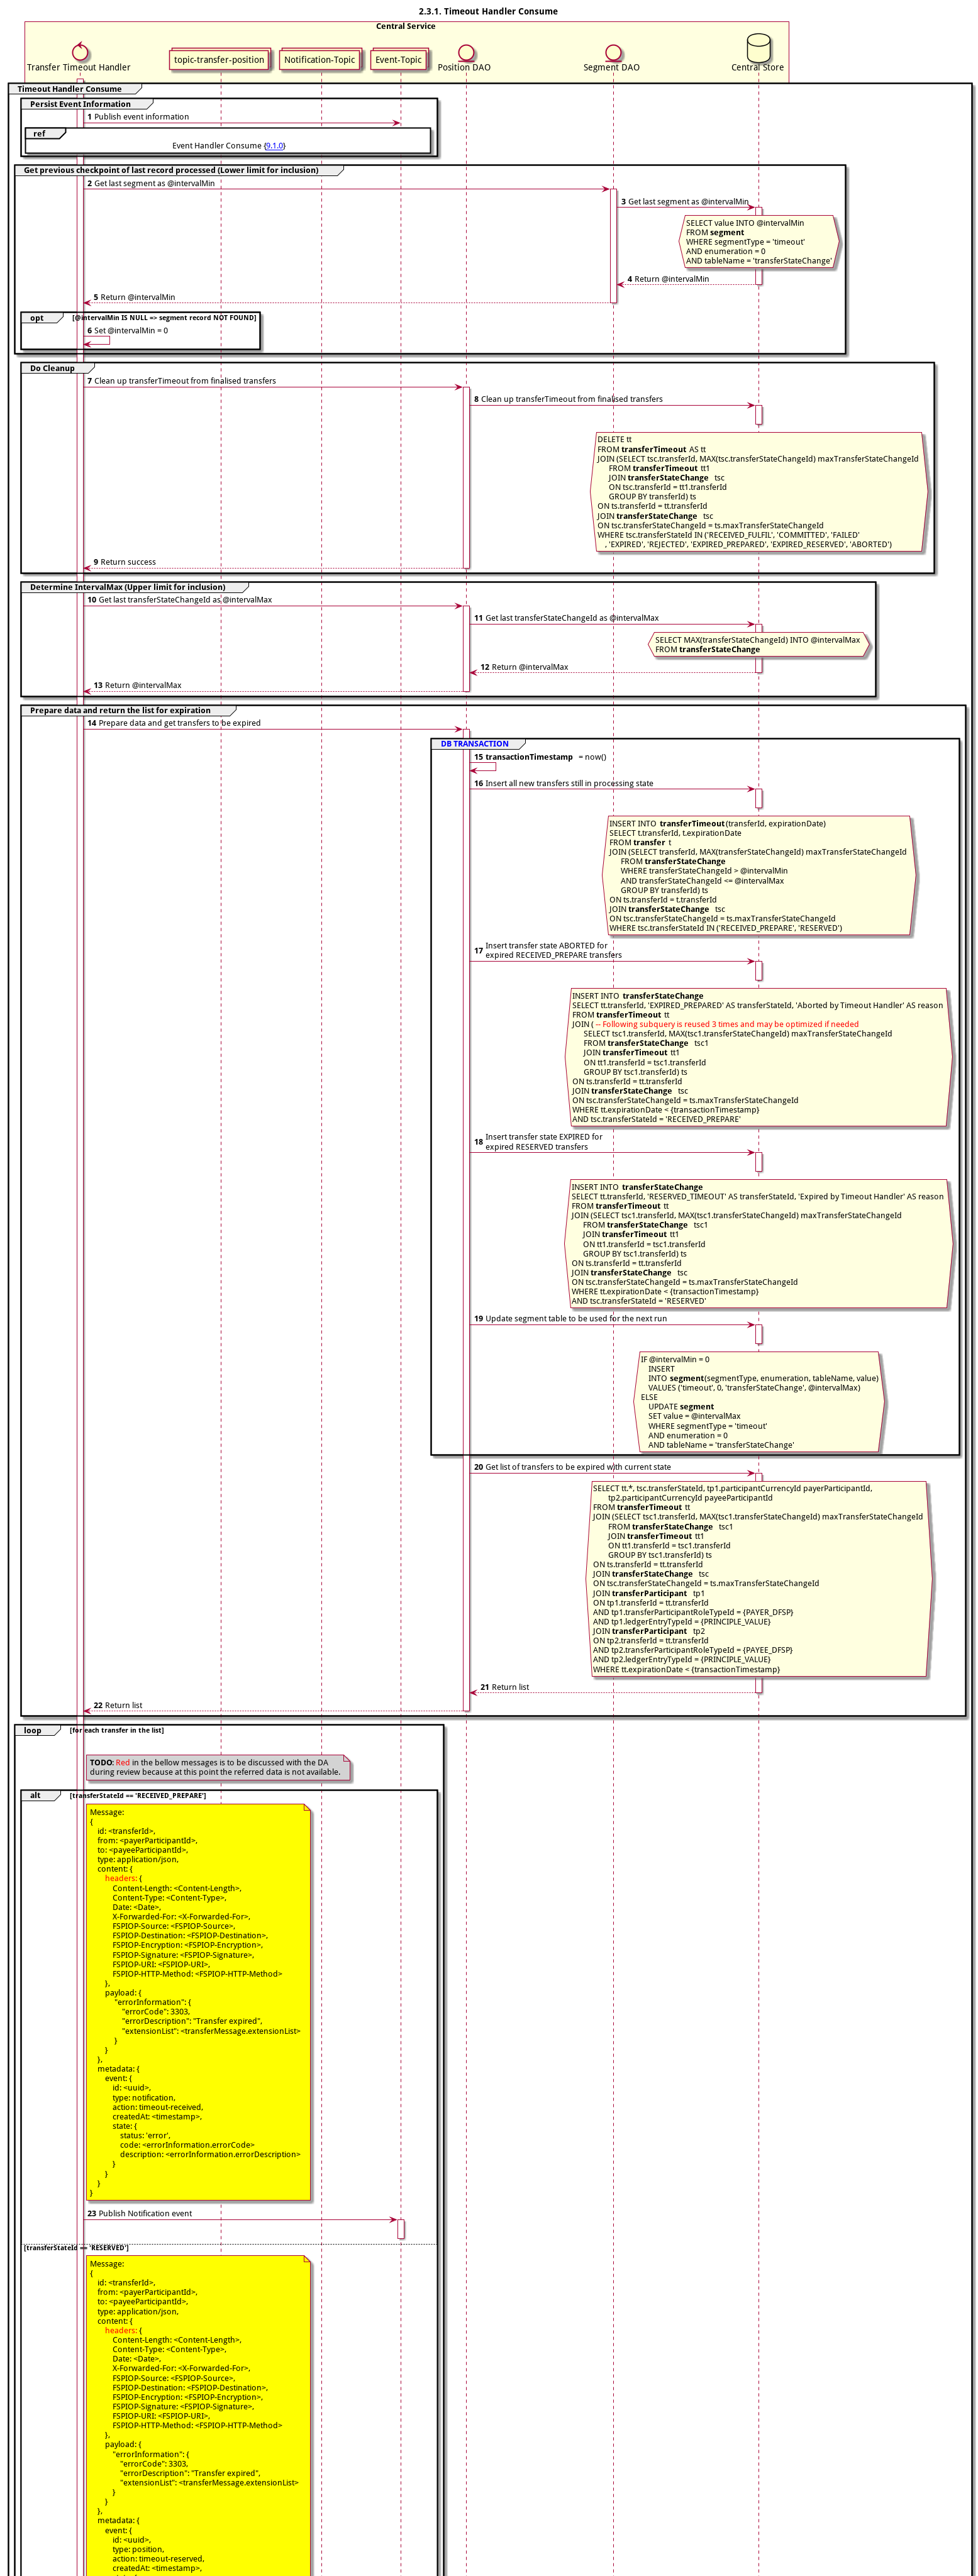 2.3.1. Timeout Handler Consume
Central Service
Transfer Timeout Handler
topic-transfer-position
Notification-Topic
Event-Topic
Position DAO
Segment DAO
Central Store
Timeout Handler Consume
Persist Event Information
1 Publish event information
ref
Event Handler Consume {9.1.0}
Get previous checkpoint of last record processed (Lower limit for inclusion)
2 Get last segment as @intervalMin
3 Get last segment as @intervalMin
SELECT value INTO @intervalMin
FROM segment
WHERE segmentType = 'timeout'
AND enumeration = 0
AND tableName = 'transferStateChange'
4 Return @intervalMin
5 Return @intervalMin
opt [@intervalMin IS NULL => segment record NOT FOUND]
6 Set @intervalMin = 0
Do Cleanup
7 Clean up transferTimeout from finalised transfers
8 Clean up transferTimeout from finalised transfers
DELETE tt
FROM transferTimeout AS tt
JOIN (SELECT tsc.transferId, MAX(tsc.transferStateChangeId) maxTransferStateChangeId
FROM transferTimeout tt1
JOIN transferStateChange tsc
ON tsc.transferId = tt1.transferId
GROUP BY transferId) ts
ON ts.transferId = tt.transferId
JOIN transferStateChange tsc
ON tsc.transferStateChangeId = ts.maxTransferStateChangeId
WHERE tsc.transferStateId IN ('RECEIVED_FULFIL', 'COMMITTED', 'FAILED'
, 'EXPIRED', 'REJECTED', 'EXPIRED_PREPARED', 'EXPIRED_RESERVED', 'ABORTED')
9 Return success
Determine IntervalMax (Upper limit for inclusion)
10 Get last transferStateChangeId as @intervalMax
11 Get last transferStateChangeId as @intervalMax
SELECT MAX(transferStateChangeId) INTO @intervalMax
FROM transferStateChange
12 Return @intervalMax
13 Return @intervalMax
Prepare data and return the list for expiration
14 Prepare data and get transfers to be expired
DB TRANSACTION
15 transactionTimestamp = now()
16 Insert all new transfers still in processing state
INSERT INTO transferTimeout(transferId, expirationDate)
SELECT t.transferId, t.expirationDate
FROM transfer t
JOIN (SELECT transferId, MAX(transferStateChangeId) maxTransferStateChangeId
FROM transferStateChange
WHERE transferStateChangeId > @intervalMin
AND transferStateChangeId <= @intervalMax
GROUP BY transferId) ts
ON ts.transferId = t.transferId
JOIN transferStateChange tsc
ON tsc.transferStateChangeId = ts.maxTransferStateChangeId
WHERE tsc.transferStateId IN ('RECEIVED_PREPARE', 'RESERVED')
17 Insert transfer state ABORTED for
expired RECEIVED_PREPARE transfers
INSERT INTO transferStateChange
SELECT tt.transferId, 'EXPIRED_PREPARED' AS transferStateId, 'Aborted by Timeout Handler' AS reason
FROM transferTimeout tt
JOIN ( -- Following subquery is reused 3 times and may be optimized if needed
SELECT tsc1.transferId, MAX(tsc1.transferStateChangeId) maxTransferStateChangeId
FROM transferStateChange tsc1
JOIN transferTimeout tt1
ON tt1.transferId = tsc1.transferId
GROUP BY tsc1.transferId) ts
ON ts.transferId = tt.transferId
JOIN transferStateChange tsc
ON tsc.transferStateChangeId = ts.maxTransferStateChangeId
WHERE tt.expirationDate < {transactionTimestamp}
AND tsc.transferStateId = 'RECEIVED_PREPARE'
18 Insert transfer state EXPIRED for
expired RESERVED transfers
INSERT INTO transferStateChange
SELECT tt.transferId, 'RESERVED_TIMEOUT' AS transferStateId, 'Expired by Timeout Handler' AS reason
FROM transferTimeout tt
JOIN (SELECT tsc1.transferId, MAX(tsc1.transferStateChangeId) maxTransferStateChangeId
FROM transferStateChange tsc1
JOIN transferTimeout tt1
ON tt1.transferId = tsc1.transferId
GROUP BY tsc1.transferId) ts
ON ts.transferId = tt.transferId
JOIN transferStateChange tsc
ON tsc.transferStateChangeId = ts.maxTransferStateChangeId
WHERE tt.expirationDate < {transactionTimestamp}
AND tsc.transferStateId = 'RESERVED'
19 Update segment table to be used for the next run
IF @intervalMin = 0
INSERT
INTO segment(segmentType, enumeration, tableName, value)
VALUES ('timeout', 0, 'transferStateChange', @intervalMax)
ELSE
UPDATE segment
SET value = @intervalMax
WHERE segmentType = 'timeout'
AND enumeration = 0
AND tableName = 'transferStateChange'
20 Get list of transfers to be expired with current state
SELECT tt.*, tsc.transferStateId, tp1.participantCurrencyId payerParticipantId,
tp2.participantCurrencyId payeeParticipantId
FROM transferTimeout tt
JOIN (SELECT tsc1.transferId, MAX(tsc1.transferStateChangeId) maxTransferStateChangeId
FROM transferStateChange tsc1
JOIN transferTimeout tt1
ON tt1.transferId = tsc1.transferId
GROUP BY tsc1.transferId) ts
ON ts.transferId = tt.transferId
JOIN transferStateChange tsc
ON tsc.transferStateChangeId = ts.maxTransferStateChangeId
JOIN transferParticipant tp1
ON tp1.transferId = tt.transferId
AND tp1.transferParticipantRoleTypeId = {PAYER_DFSP}
AND tp1.ledgerEntryTypeId = {PRINCIPLE_VALUE}
JOIN transferParticipant tp2
ON tp2.transferId = tt.transferId
AND tp2.transferParticipantRoleTypeId = {PAYEE_DFSP}
AND tp2.ledgerEntryTypeId = {PRINCIPLE_VALUE}
WHERE tt.expirationDate < {transactionTimestamp}
21 Return list
22 Return list
loop [for each transfer in the list]
TODO: Red in the bellow messages is to be discussed with the DA
during review because at this point the referred data is not available.
alt [transferStateId == 'RECEIVED_PREPARE']
Message:
{
id: <transferId>,
from: <payerParticipantId>,
to: <payeeParticipantId>,
type: application/json,
content: {
headers: {
Content-Length: <Content-Length>,
Content-Type: <Content-Type>,
Date: <Date>,
X-Forwarded-For: <X-Forwarded-For>,
FSPIOP-Source: <FSPIOP-Source>,
FSPIOP-Destination: <FSPIOP-Destination>,
FSPIOP-Encryption: <FSPIOP-Encryption>,
FSPIOP-Signature: <FSPIOP-Signature>,
FSPIOP-URI: <FSPIOP-URI>,
FSPIOP-HTTP-Method: <FSPIOP-HTTP-Method>
},
payload: {
"errorInformation": {
"errorCode": 3303,
"errorDescription": "Transfer expired",
"extensionList": <transferMessage.extensionList>
}
}
},
metadata: {
event: {
id: <uuid>,
type: notification,
action: timeout-received,
createdAt: <timestamp>,
state: {
status: 'error',
code: <errorInformation.errorCode>
description: <errorInformation.errorDescription>
}
}
}
}
23 Publish Notification event
[transferStateId == 'RESERVED']
Message:
{
id: <transferId>,
from: <payerParticipantId>,
to: <payeeParticipantId>,
type: application/json,
content: {
headers: {
Content-Length: <Content-Length>,
Content-Type: <Content-Type>,
Date: <Date>,
X-Forwarded-For: <X-Forwarded-For>,
FSPIOP-Source: <FSPIOP-Source>,
FSPIOP-Destination: <FSPIOP-Destination>,
FSPIOP-Encryption: <FSPIOP-Encryption>,
FSPIOP-Signature: <FSPIOP-Signature>,
FSPIOP-URI: <FSPIOP-URI>,
FSPIOP-HTTP-Method: <FSPIOP-HTTP-Method>
},
payload: {
"errorInformation": {
"errorCode": 3303,
"errorDescription": "Transfer expired",
"extensionList": <transferMessage.extensionList>
}
}
},
metadata: {
event: {
id: <uuid>,
type: position,
action: timeout-reserved,
createdAt: <timestamp>,